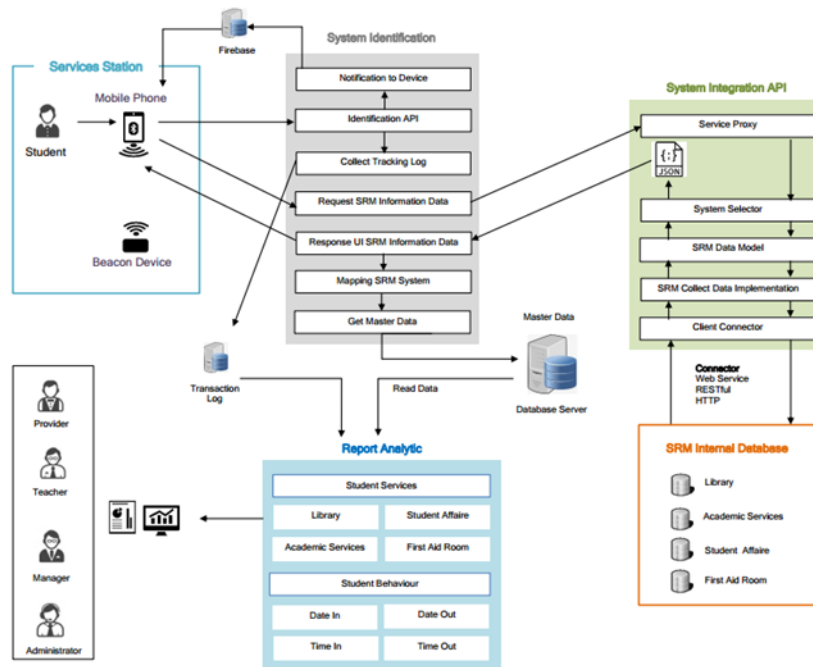 System Identification
Firebase
Services Station
Mobile Phone
Student
Beacon Device
Notification to Device
Identification API
Collect Tracking Log
Request SRM Information Data
Response UI SRM Information Data
Mapping SRM System
Get Master Data
System Integration API
Service Proxy
{:}
JSON
System Selector
SRM Data Model
SRM Collect Data Implementation
Client Connector
Master Data
Database Server
Transaction
Log
Read Data
Connector
Web Service
RESTful
HTTP
SRM Internal Database
Library
Academic Services
Student Affaire
First Aid Room
Provider
Teacher
Manager
Administrator
Report Analytic
Student Services
Library
Student Affaire
Academic Services
First Aid Room
Student Behaviour
Date In
Date Out
Time In
Time Out